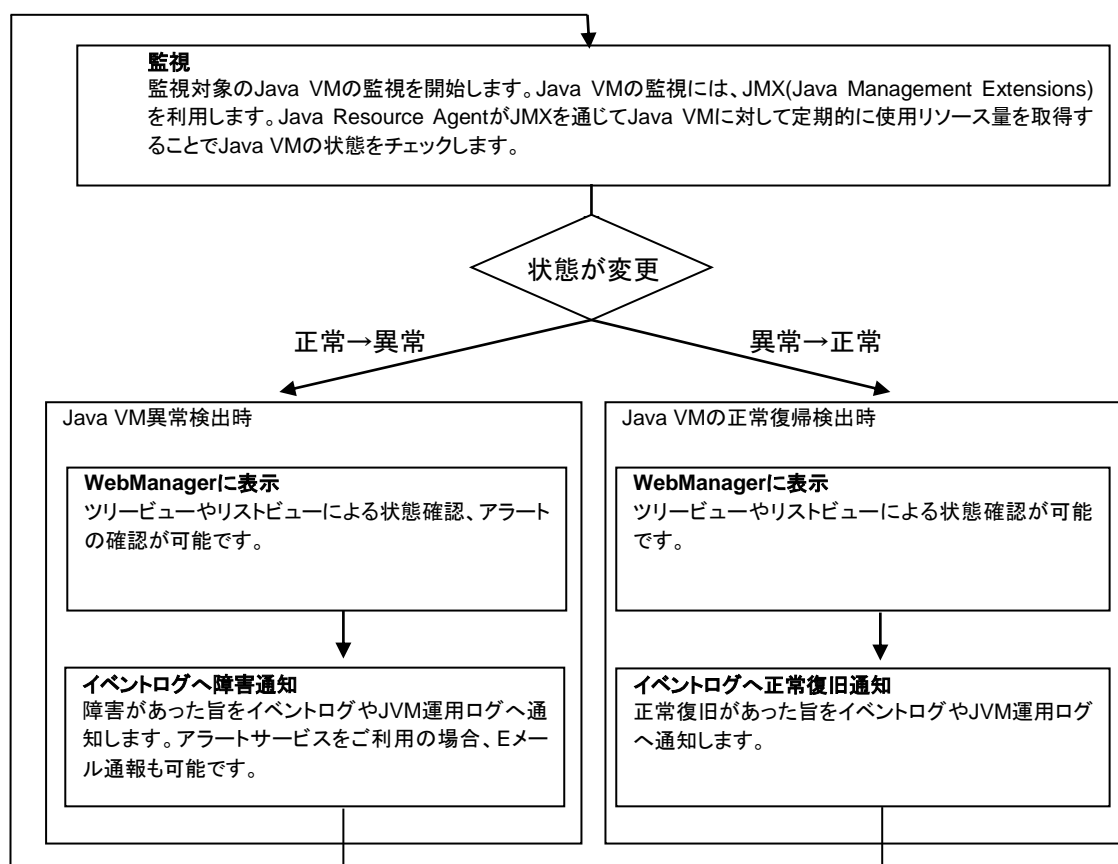 監視
監視対象のJava VMの監視を開始します。Java VMの監視には、JMX(Java Management Extensions)
を利用します。Java Resource AgentがJMXを通じてJava VMに対して定期的に使用リソース量を取得す
ることでJava VMの状態をチェックします。
状態が変更
正常→異常
異常→正常
Java VM異常検出時
WebManagerに表示
ツリービューやリストビューによる状態確認、アラート
の確認が可能です。
イベントログへ障害通知
障害があった旨をイベントログやJVM運用ログへ通
知します。アラートサービスをご利用の場合、Eメー
ル通報も可能です。
Java VMの正常復帰検出時
WebManagerに表示
ツリービューやリストビューによる状態確認が可能
です。
イベントログへ正常復旧通知
正常復旧があった旨をイベントログやJVM運用ログ
へ通知します。